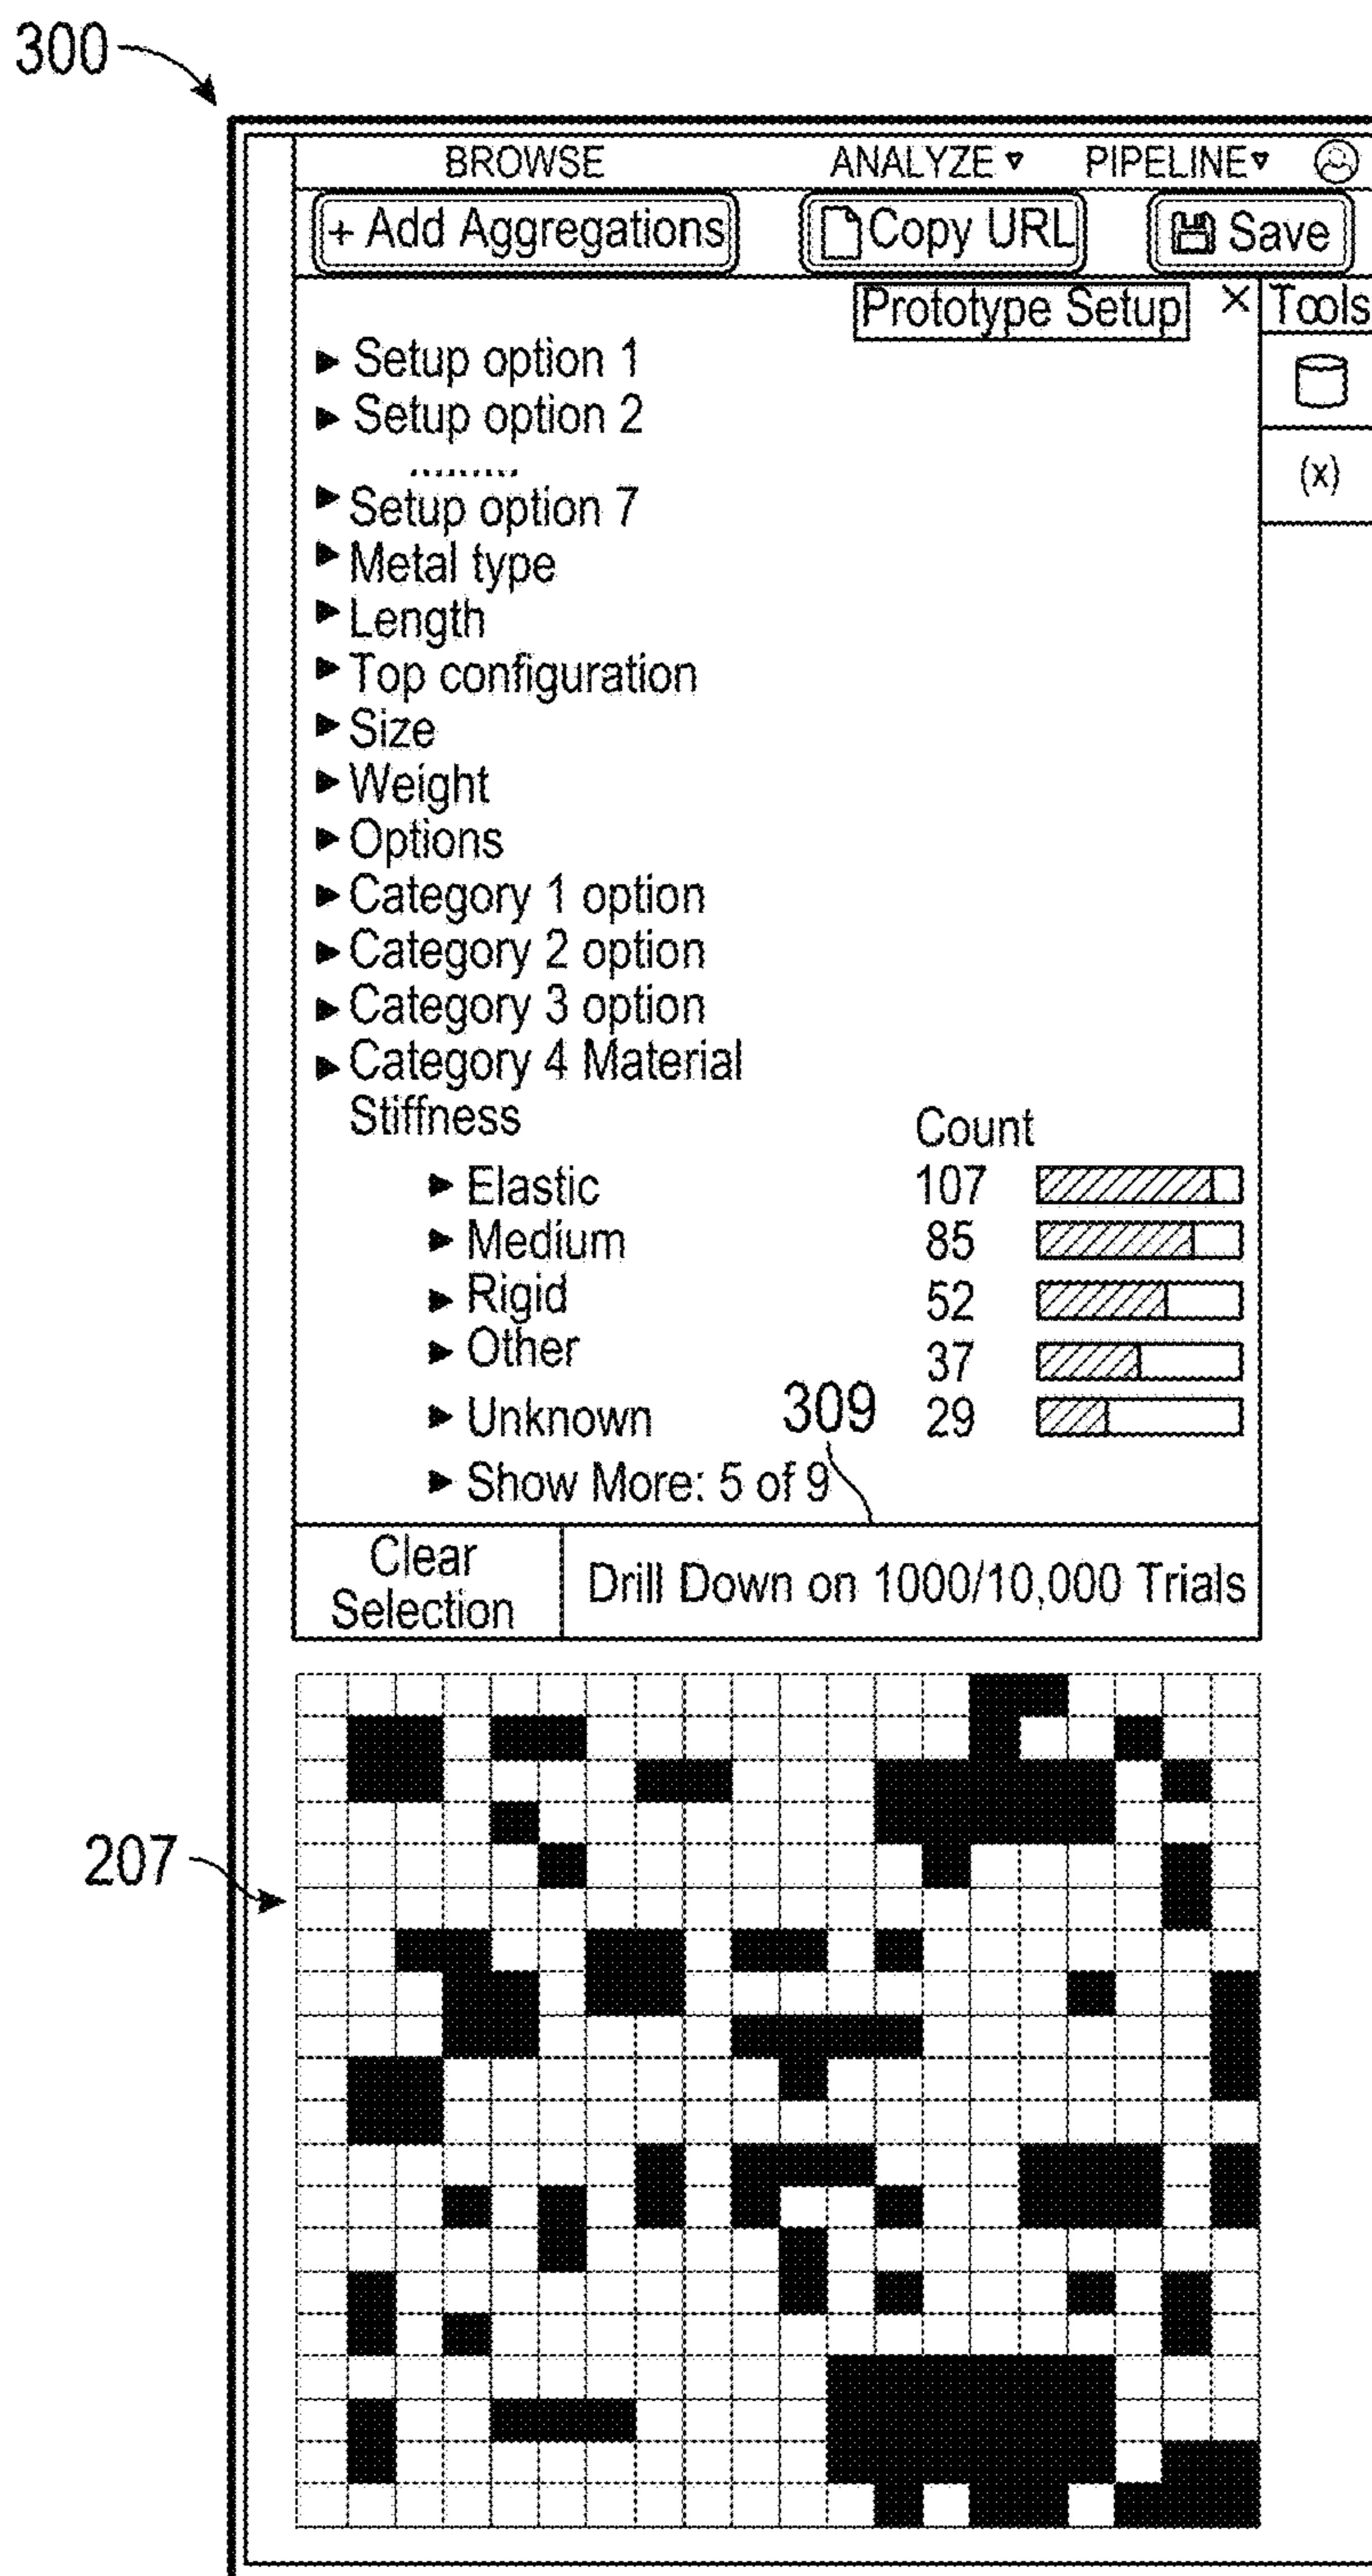 300
BROWSE ANALYZE PIPELINE
+ Add Aggregations Copy URL Save
Prototype Setup × Tools
Setup option 1
Setup option 2
.........
(x)
Setup option 7
Metal type
Length
Top configuration
Size
Weight
Options
Category 1 option
Category 2 option
Category 3 option
Category 4 Material
Stiffness Count
Elastic 107
Medium 85
Rigid 52
Other 37
309
Unknown 29
Show More: 5 of 9
Clear
Selection
Drill Down on 1000/10,000 Trials
207